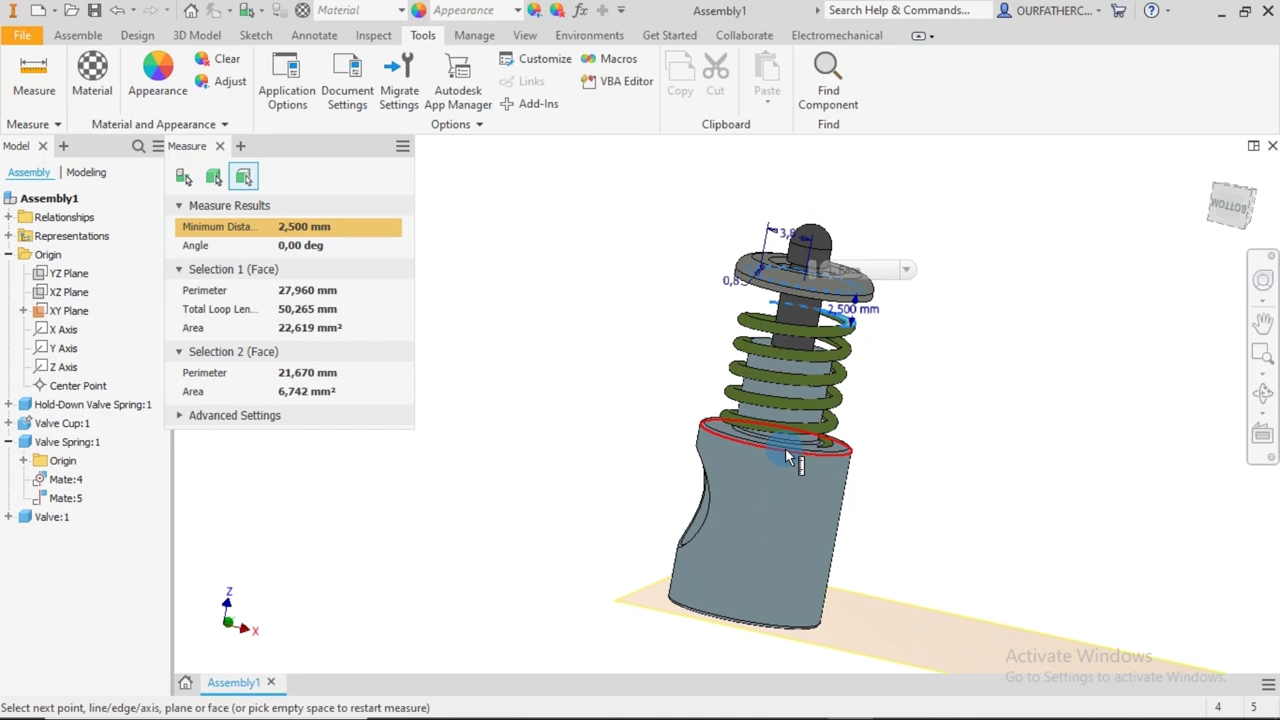 Material
Appearance
fx
Assembly1
Search Help & Commands...
OURFATHERC...
File
Assemble
Design
3D Model
Sketch
Annotate
Inspect
Tools
Manage
View
Environments
Get Started
Collaborate
Electromechanical
Measure
Material
Appearance
Clear
Adjust
Application Options
Document Settings
Migrate Settings
Autodesk App Manager
Customize
Links
Add-Ins
Macros
VBA Editor
Copy
Cut
Paste
Find Component
Measure
Material and Appearance
Options
Clipboard
Find
Model
Assembly
Modeling
Assembly1
Relationships
Representations
Origin
YZ Plane
XZ Plane
XY Plane
X Axis
Y Axis
Z Axis
Center Point
Hold-Down Valve Spring:1
Valve Cup:1
Valve Spring:1
Origin
Mate:4
Mate:5
Valve:1
Measure
Measure Results
Minimum Dista... 2,500 mm
Angle 0,00 deg
Selection 1 (Face)
Perimeter 27,960 mm
Total Loop Len... 50,265 mm
Area 22,619 mm²
Selection 2 (Face)
Perimeter 21,670 mm
Area 6,742 mm²
Advanced Settings
BOTTOM
2,500 mm
Z
X
Activate Windows
Go to Settings to activate Windows.
Assembly1
Select next point, line/edge/axis, plane or face (or pick empty space to restart measure)
4 5